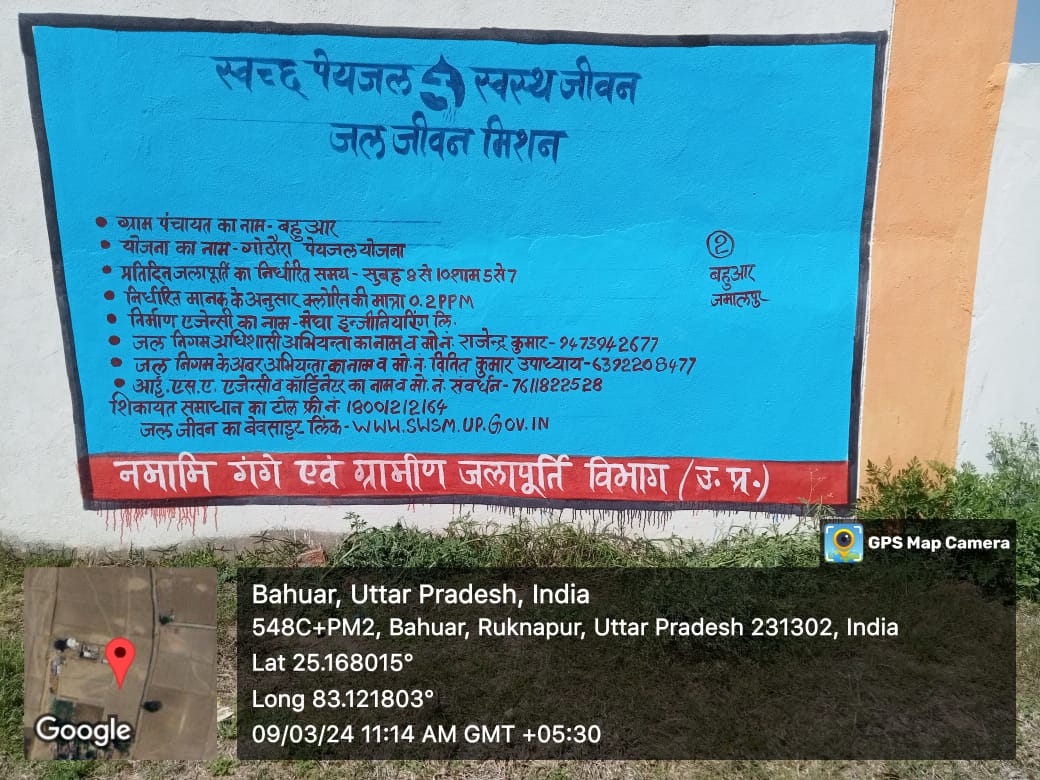 स्वच्छ पेयजल स्वस्थ जीवन
जल जीवन मिशन
ग्राम पंचायत का नाम - बहुआर
योजना का नाम - गोठौरा पेयजल योजना
प्रतिदिन जलापूर्ति का निर्धारित समय - सुबह 8 से 10 शाम 5 से 7
निर्धारित मानक के अनुसार क्लोरिन की मात्रा 0.2 PPM
निर्माण एजेन्सी का नाम - मेघा इन्जीनियरिंग लि.
जल निगम अधिशासी अभियन्ता का नाम व मो.नं. राजेन्द्र कुमार - 9473942677
जल निगम के अवर अभियन्ता का नाम व मो. नं. विनित कुमार उपाध्याय - 6392208477
आई. एस. ए. एजेन्सी व कॉर्डिनेटर का नाम व मो. नं. संवर्धन - 7611822528
शिकायत समाधान का टोल फ्री नं 18001212164
जल जीवन का वेवसाइट लिंक - WWW.SWSM.UP.GOV.IN
②
बहुआर
जमालपु-
नमामि गंगे एवं ग्रामीण जलापूर्ति विभाग (उ. प्र.)
GPS Map Camera
Bahuar, Uttar Pradesh, India
548C+PM2, Bahuar, Ruknapur, Uttar Pradesh 231302, India
Lat 25.168015°
Long 83.121803°
09/03/24 11:14 AM GMT +05:30
Google